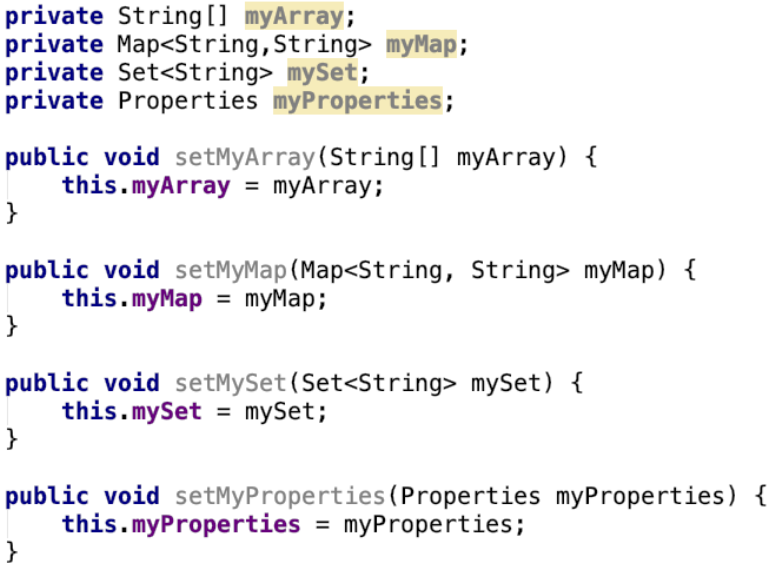 private String[] myArray;
private Map<String,String> myMap;
private Set<String> mySet;
private Properties myProperties;
public void setMyArray(String[] myArray) {
    this.myArray = myArray;
}
public void setMyMap(Map<String, String> myMap) {
    this.myMap = myMap;
}
public void setMySet(Set<String> mySet) {
    this.mySet = mySet;
}
public void setMyProperties(Properties myProperties) {
    this.myProperties = myProperties;
}